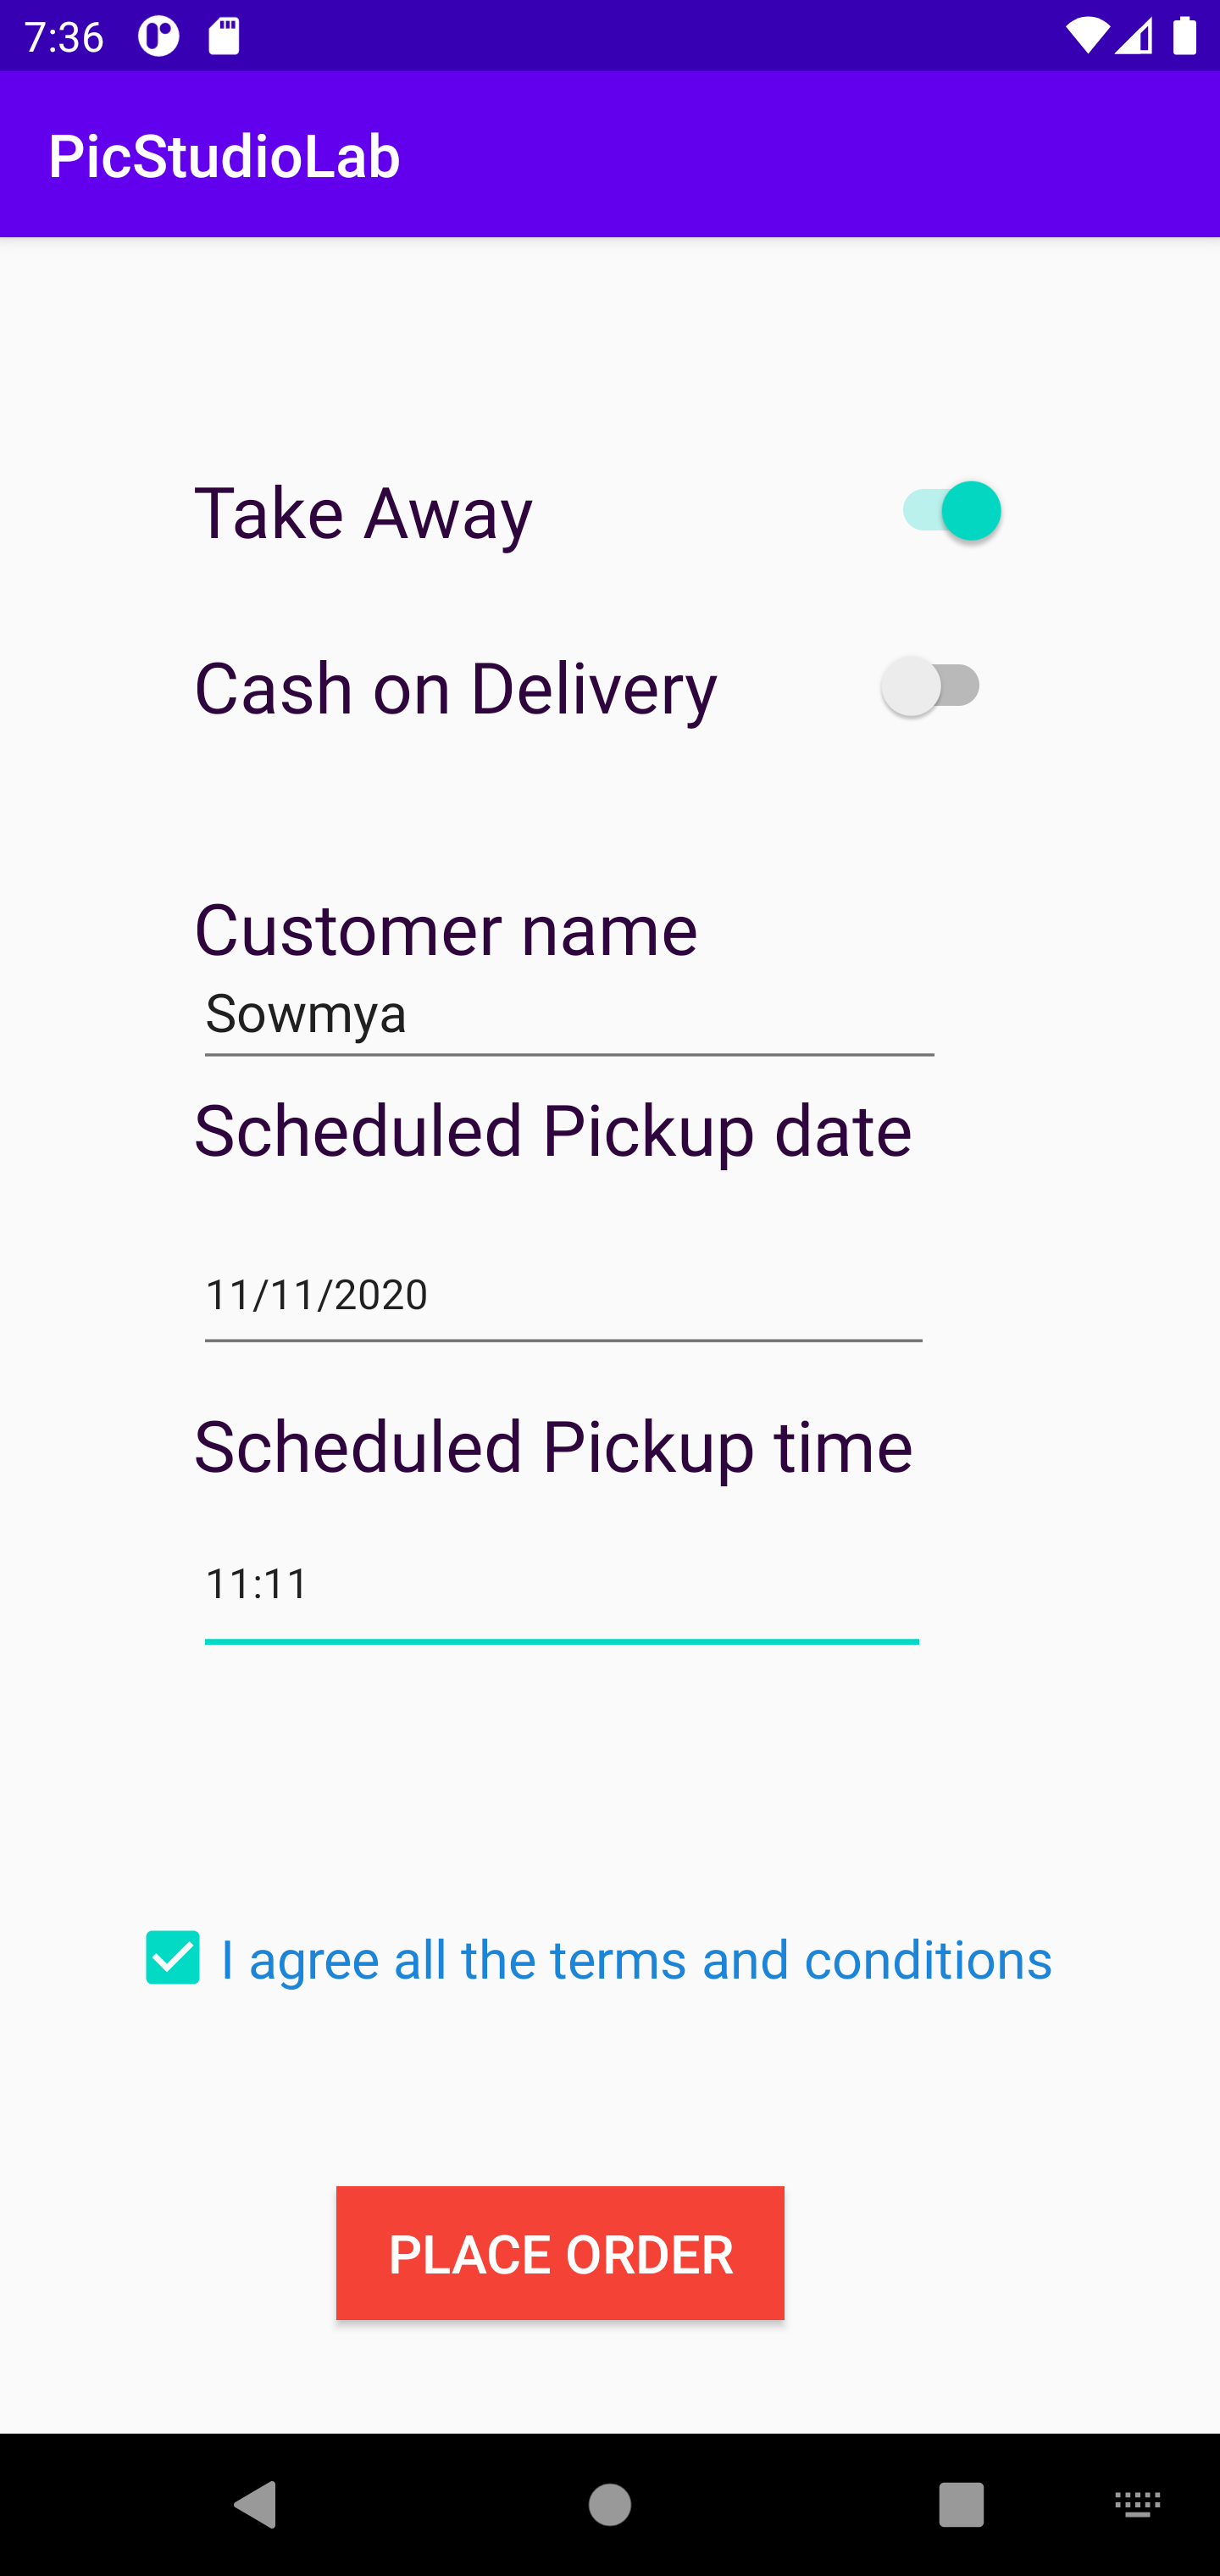 7:36
PicStudioLab
Take Away
Cash on Delivery
Customer name
Sowmya
Scheduled Pickup date
11/11/2020
Scheduled Pickup time
11:11
I agree all the terms and conditions
PLACE ORDER